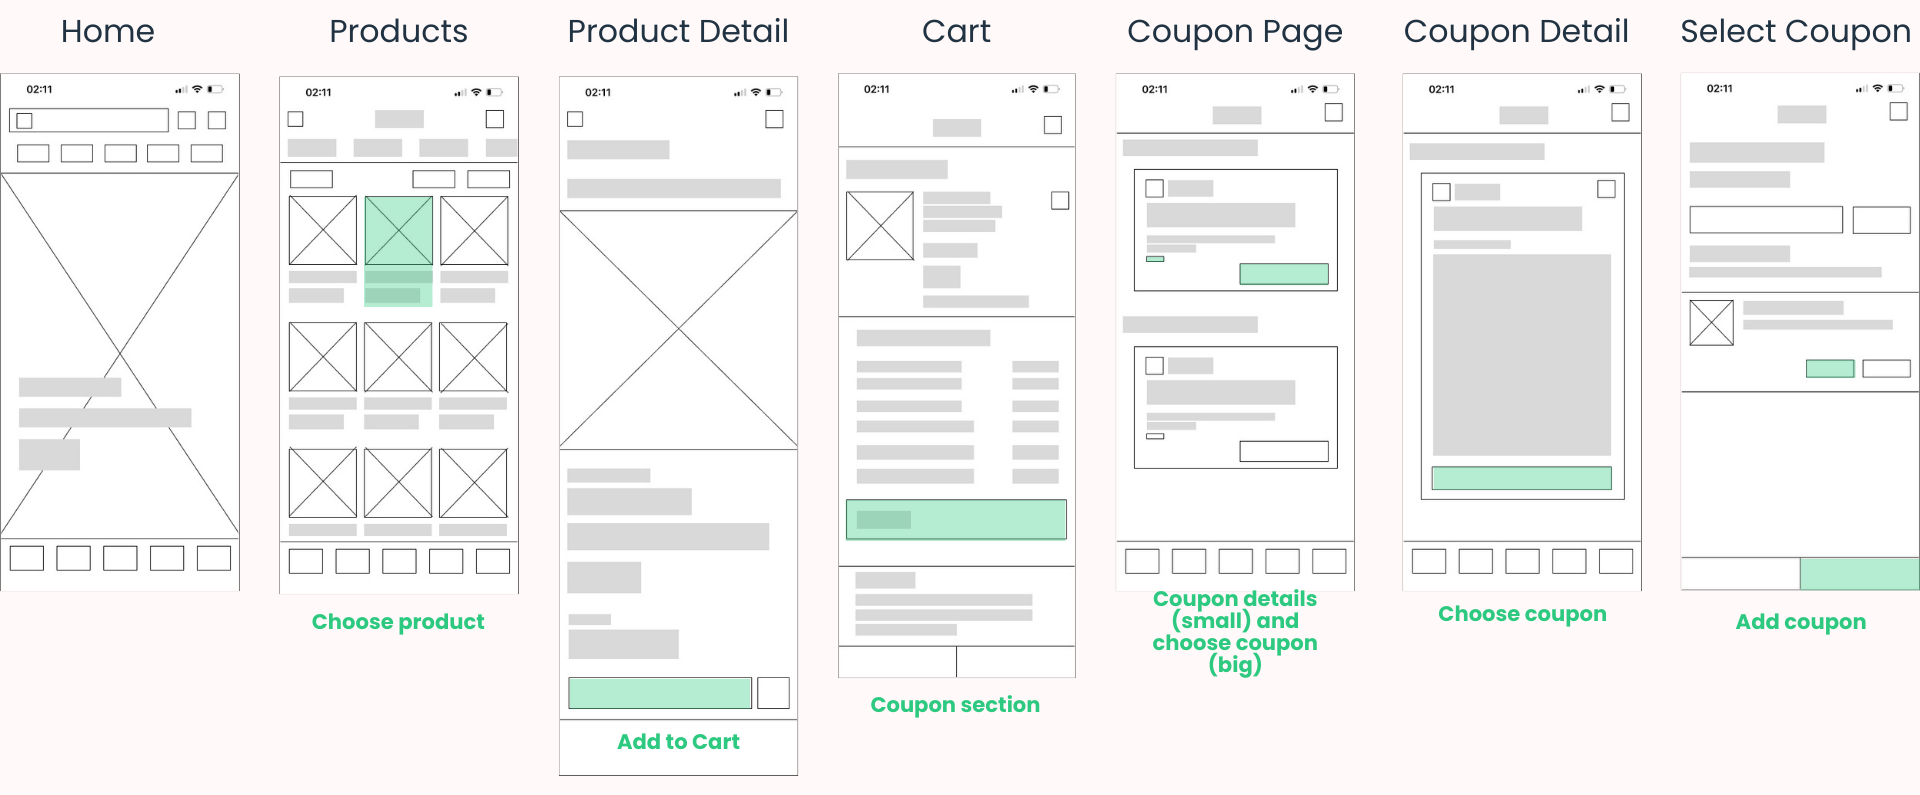 Home
Products
Product Detail
Cart
Coupon Page
Coupon Detail
Select Coupon
02:11
02:11
02:11
02:11
02:11
02:11
02:11
Choose product
Add to Cart
Coupon section
Coupon details
(small) and
choose coupon
(big)
Choose coupon
Add coupon